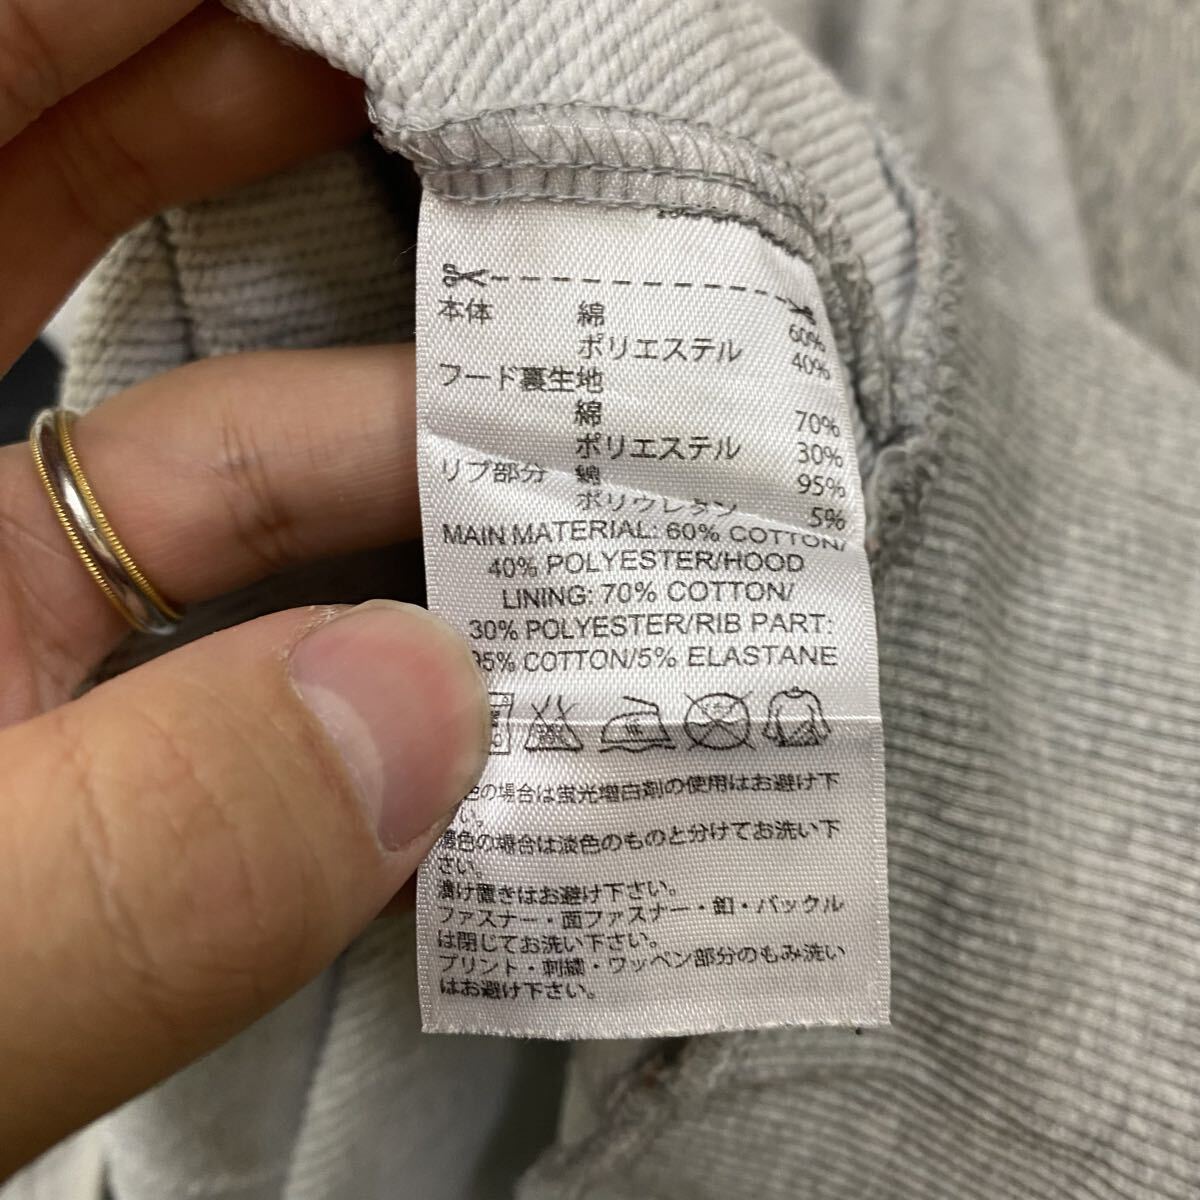 本体 綿 60%
ポリエステル 40%
フード裏生地
綿 70%
ポリエステル 30%
リブ部分 綿 95%
ポリウレタン 5%
MAIN MATERIAL: 60% COTTON/
40% POLYESTER/HOOD
LINING: 70% COTTON/
30% POLYESTER/RIB PART:
95% COTTON/5% ELASTANE
色の場合は蛍光増白剤の使用はお避け下
い。
濃色の場合は淡色のものと分けてお洗い下
さい。
漬け置きはお避け下さい。
ファスナー・面ファスナー・釦・バックル
は閉じてお洗い下さい。
プリント・刺繍・ワッペン部分のもみ洗い
はお避け下さい。